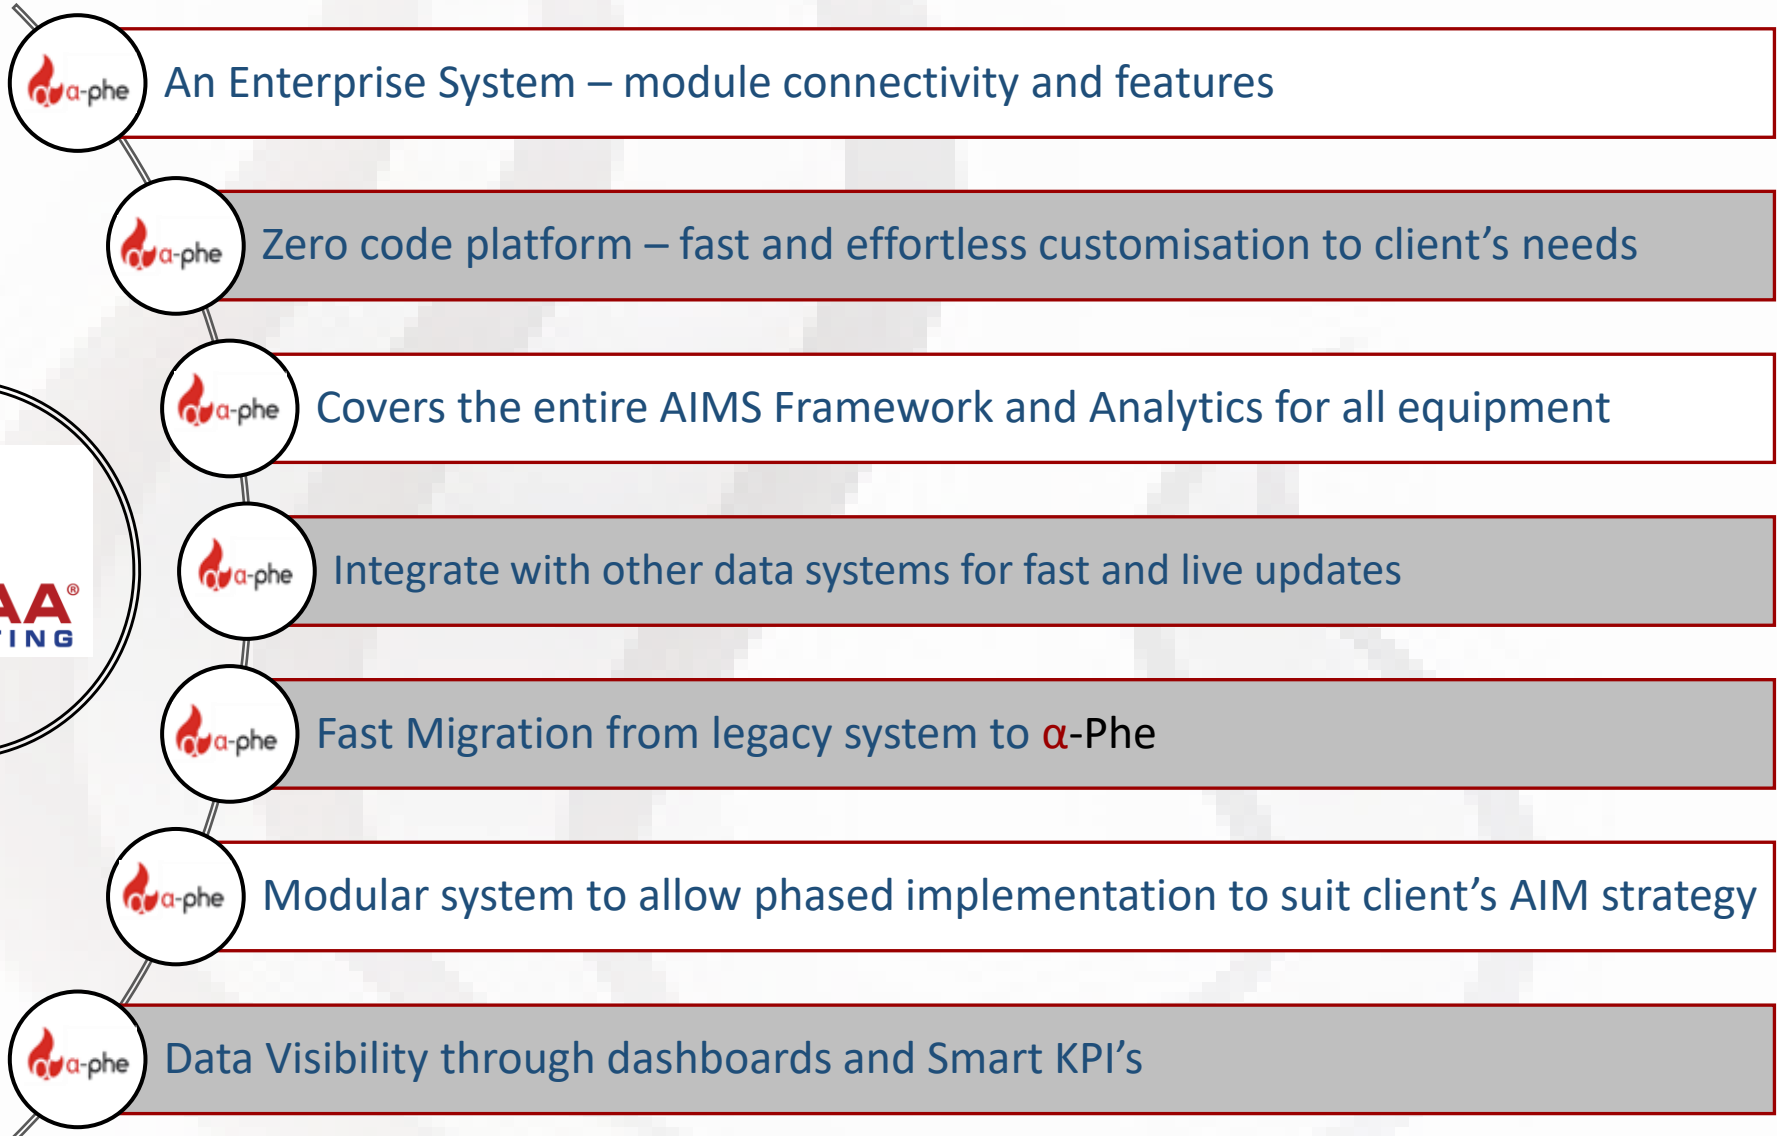 α-phe
An Enterprise System – module connectivity and features
α-phe
Zero code platform – fast and effortless customisation to client’s needs
α-phe
Covers the entire AIMS Framework and Analytics for all equipment
α-phe
Integrate with other data systems for fast and live updates
AA®
TING
α-phe
Fast Migration from legacy system to α-Phe
α-phe
Modular system to allow phased implementation to suit client’s AIM strategy
α-phe
Data Visibility through dashboards and Smart KPI’s